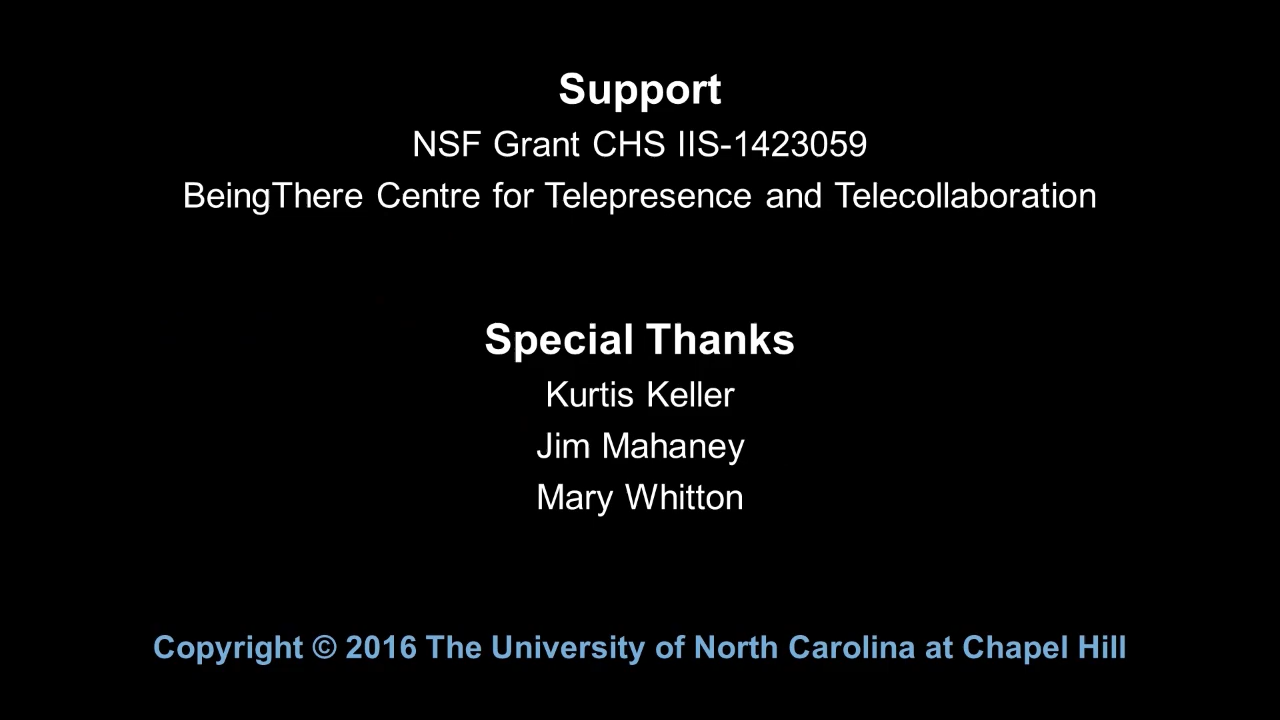 Support
NSF Grant CHS IIS-1423059
BeingThere Centre for Telepresence and Telecollaboration
Special Thanks
Kurtis Keller
Jim Mahaney
Mary Whitton
Copyright © 2016 The University of North Carolina at Chapel Hill